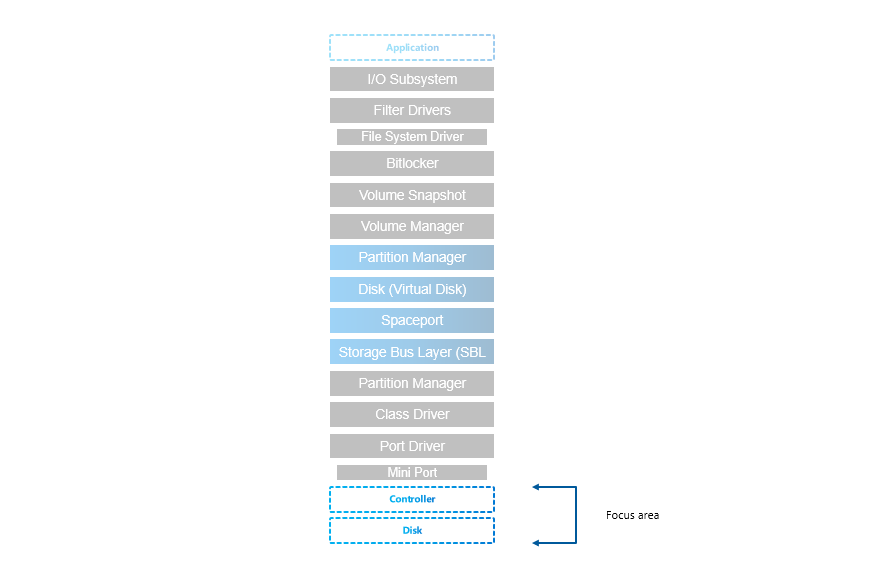 Application
I/O Subsystem
Filter Drivers
File System Driver
Bitlocker
Volume Snapshot
Volume Manager
Partition Manager
Disk (Virtual Disk)
Spaceport
Storage Bus Layer (SBL
Partition Manager
Class Driver
Port Driver
Mini Port
Controller
Focus area
Disk